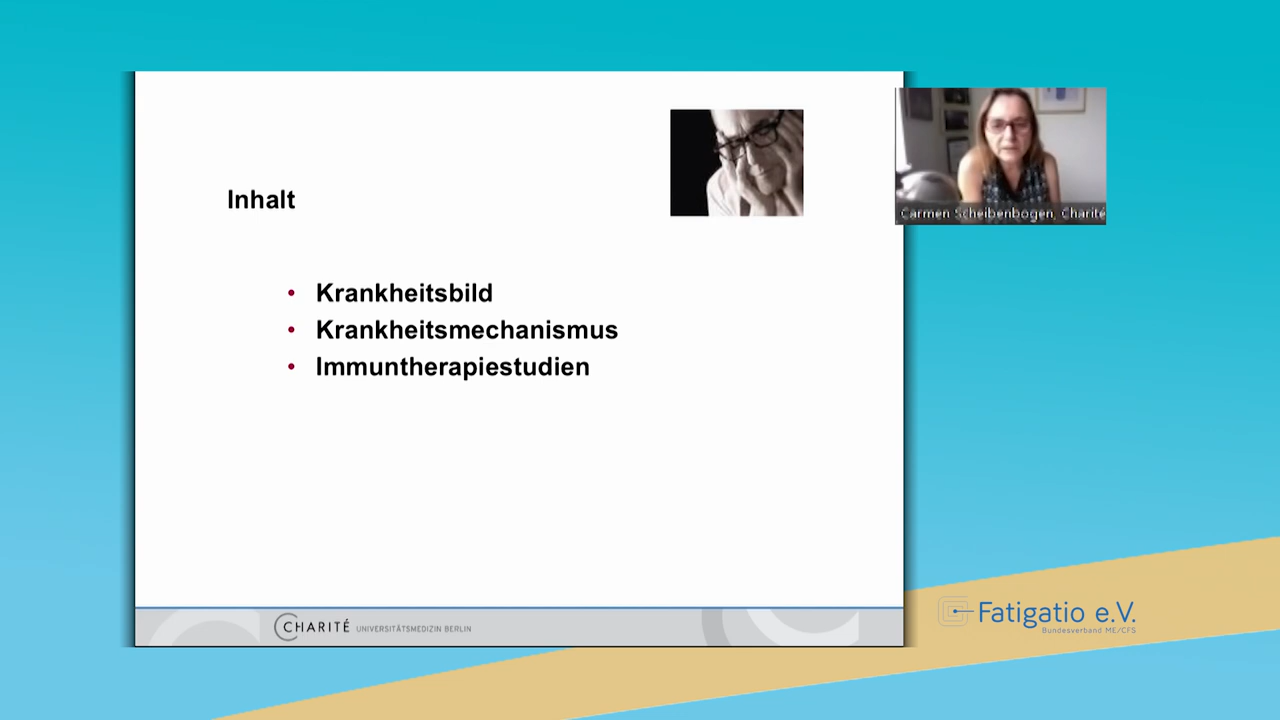 Inhalt
• Krankheitsbild
• Krankheitsmechanismus
• Immuntherapiestudien
Carmen Scheibenbogen, Charité
CHARITÉ UNIVERSITÄTSMEDIZIN BERLIN
Fatigatio e.V.
Bundesverband ME/CFS